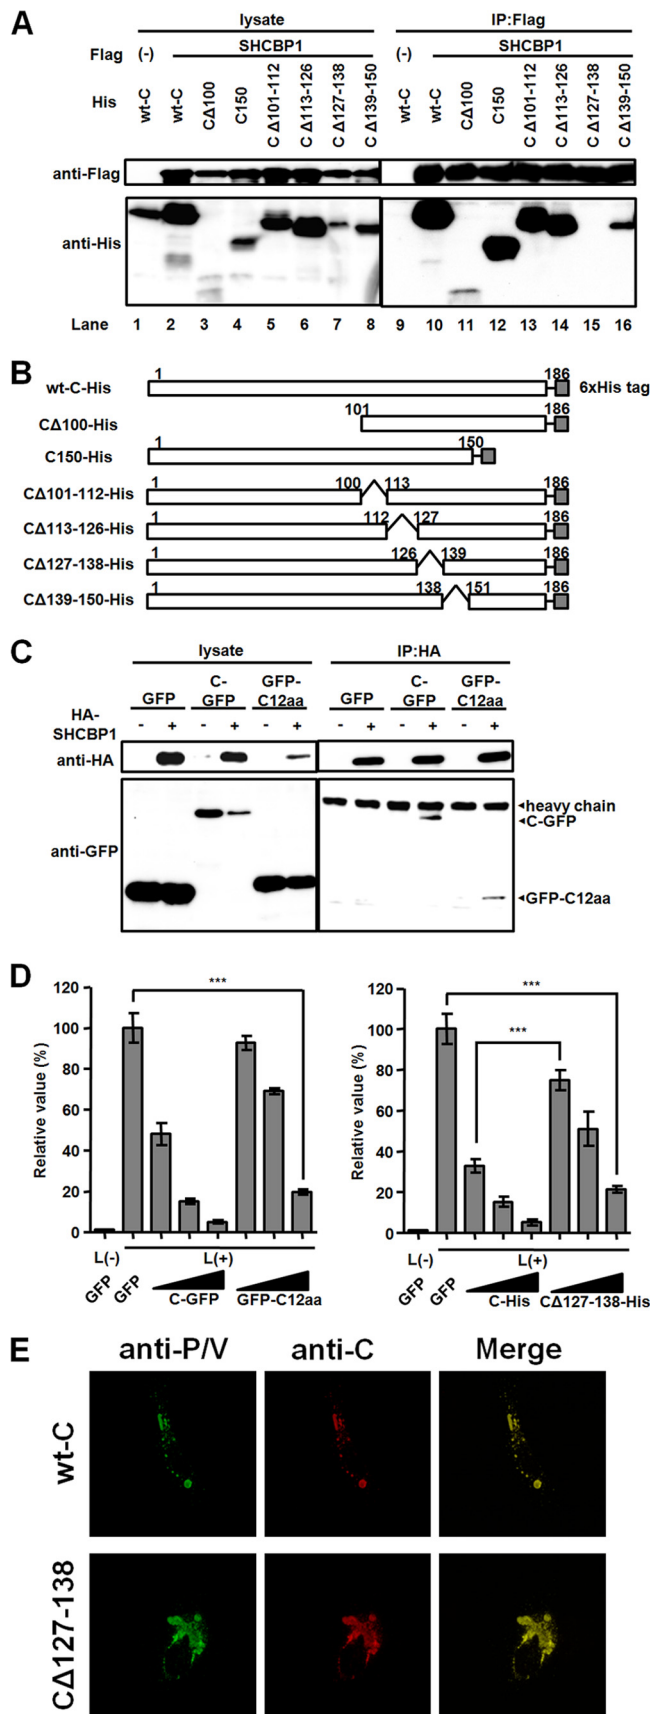 A
lysate IP:Flag
Flag (-) SHCBP1 (-) SHCBP1
His wt-C wt-C CΔ100 C150 C Δ101-112 C Δ113-126 C Δ127-138 C Δ139-150 wt-C wt-C CΔ100 C150 C Δ101-112 C Δ113-126 C Δ127-138 C Δ139-150
anti-Flag
anti-His
Lane 1 2 3 4 5 6 7 8 9 10 11 12 13 14 15 16
B
wt-C-His 1 186 6xHis tag
CΔ100-His 101 186
C150-His 1 150
CΔ101-112-His 1 100 113 186
CΔ113-126-His 1 112 127 186
CΔ127-138-His 1 126 139 186
CΔ139-150-His 1 138 151 186
C
lysate IP:HA
GFP C-GFP GFP-C12aa GFP C-GFP GFP-C12aa
HA-SHCBP1 - + - + - + - + - + - +
anti-HA
anti-GFP
heavy chain
C-GFP
GFP-C12aa
D
Relative value (%)
120
100
80
60
40
20
0
***
L(-) L(+)
GFP GFP C-GFP GFP-C12aa
Relative value (%)
120
100
80
60
40
20
0
***
***
L(-) L(+)
GFP GFP C-His CΔ127-138-His
E
anti-P/V anti-C Merge
wt-C
CΔ127-138